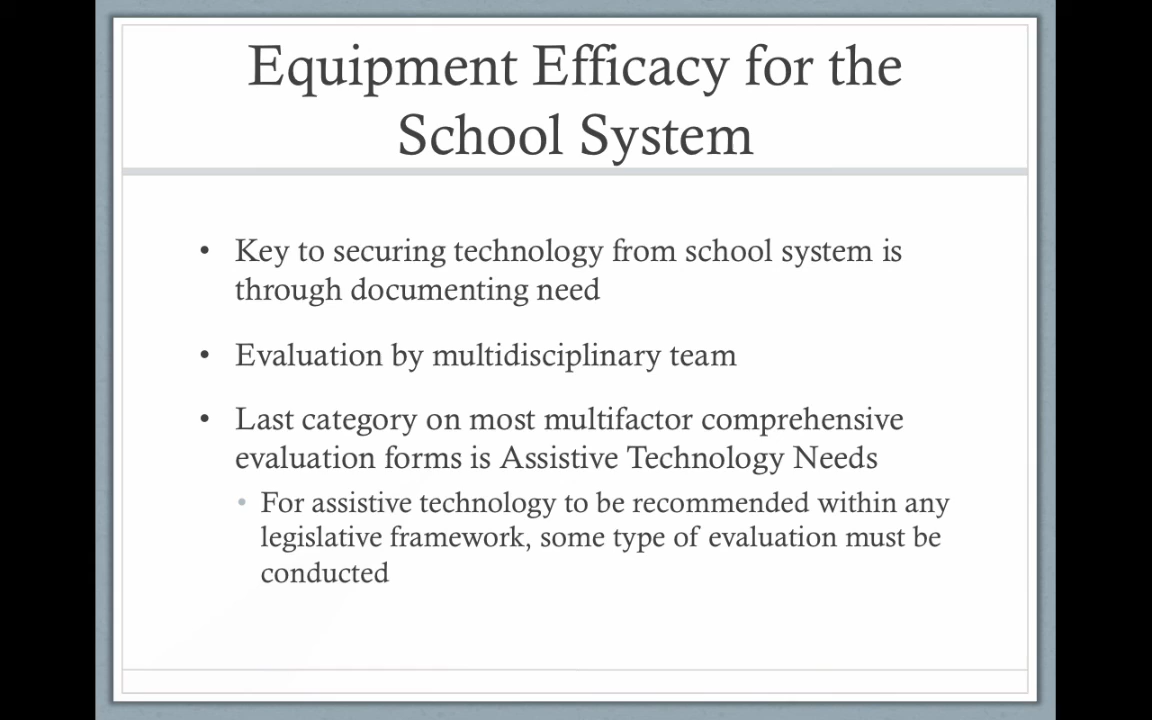 Equipment Efficacy for the
School System
• Key to securing technology from school system is
through documenting need
• Evaluation by multidisciplinary team
• Last category on most multifactor comprehensive
evaluation forms is Assistive Technology Needs
• For assistive technology to be recommended within any
legislative framework, some type of evaluation must be
conducted